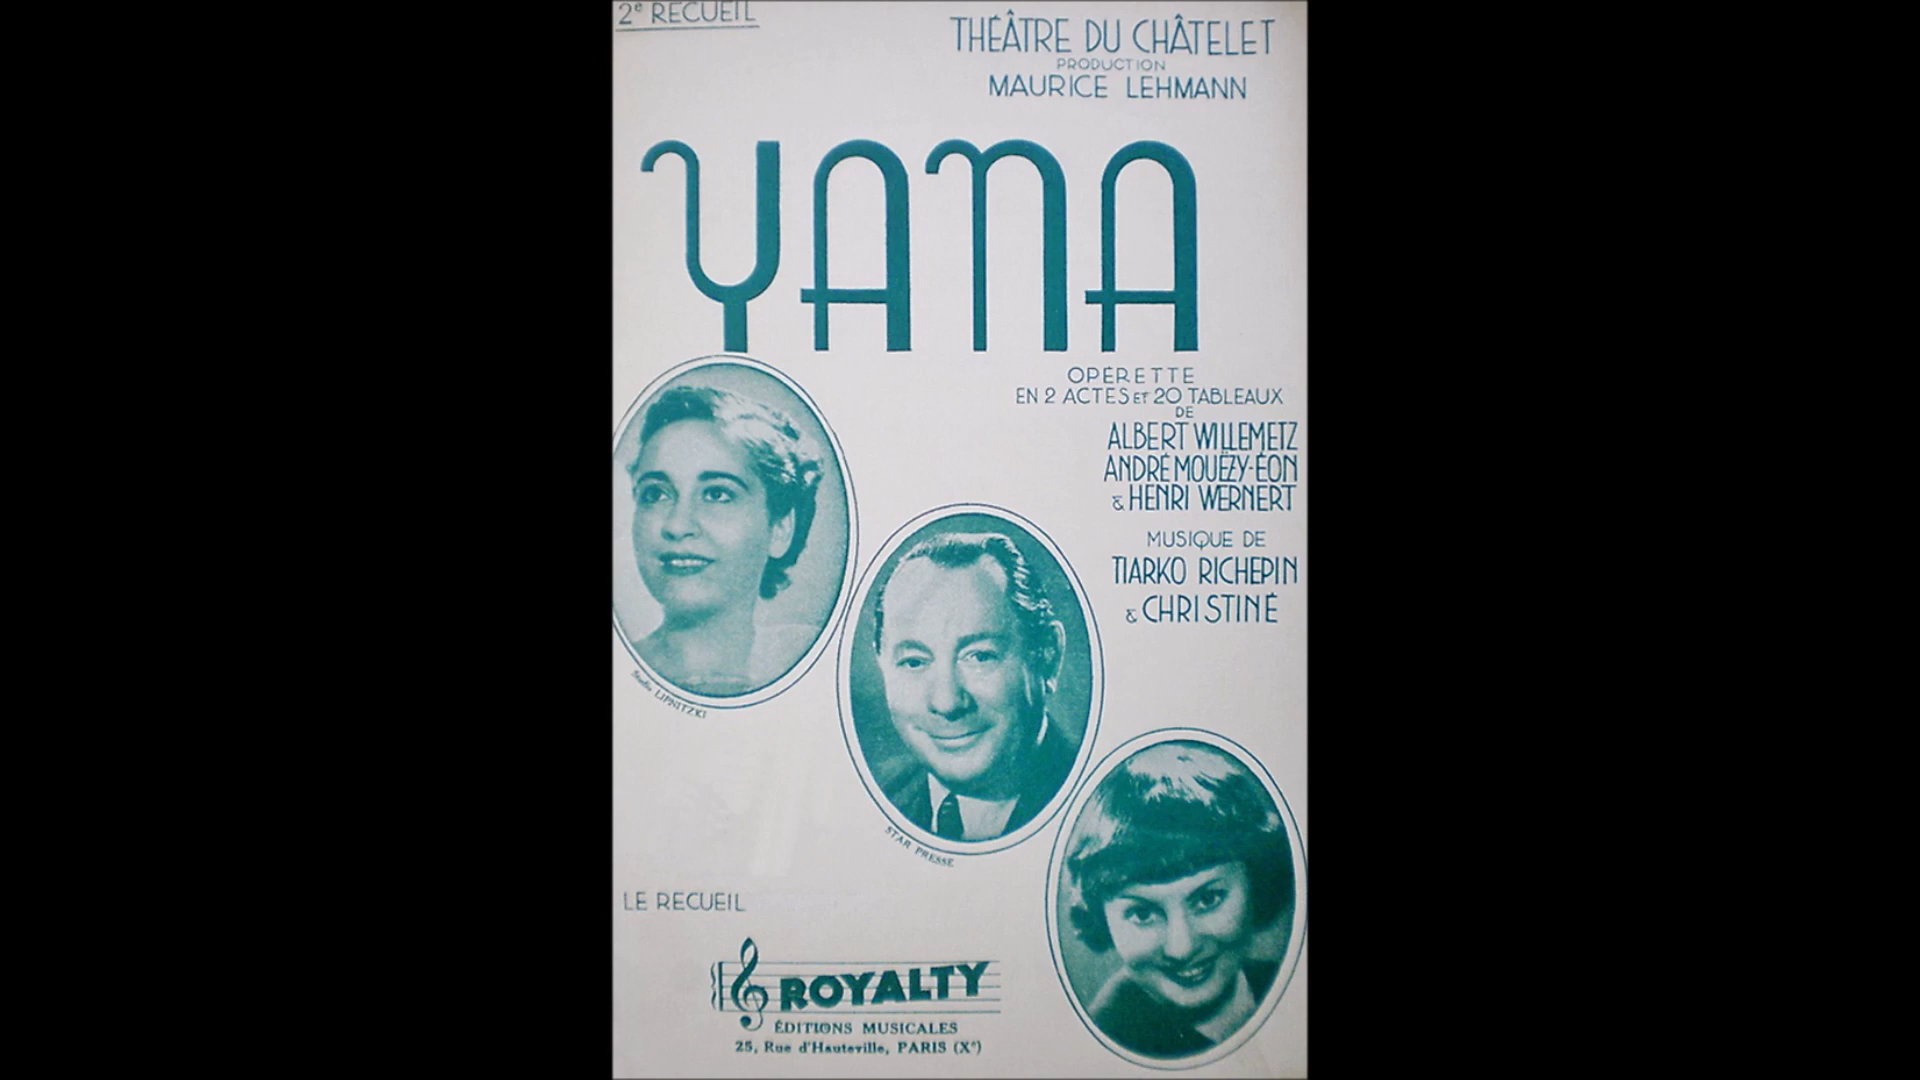 2e RECUEIL
THÉÂTRE DU CHÂTELET
PRODUCTION
MAURICE LEHMANN
YANA
OPÉRETTE
EN 2 ACTES ET 20 TABLEAUX
DE
ALBERT WILLEMETZ
ANDRÉ MOUËZY-ÉON
& HENRI WERNERT
MUSIQUE DE
TIARKO RICHEPIN
& CHRISTINÉ
Studio LIPNITZKI
STAR PRESSE
LE RECUEIL
ROYALTY
ÉDITIONS MUSICALES
25, Rue d'Hauteville, PARIS (Xe)